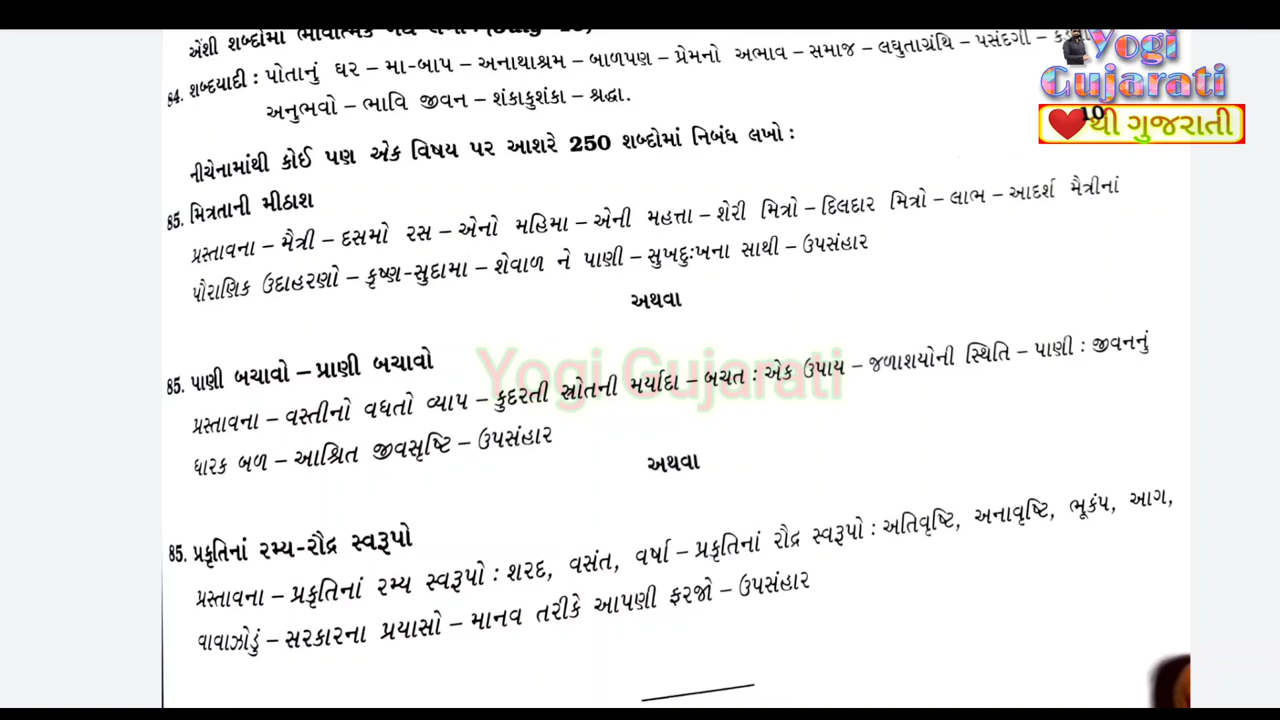 એંશી શબ્દોમાં
84. શબ્દયાદી : પોતાનું ઘર – મા-બાપ – અનાથાશ્રમ – બાળપણ – પ્રેમનો અભાવ – સમાજ – લઘુતાગ્રંથિ – પસંદગી –
અનુભવો – ભાવિ જીવન – શંકાકુશંકા – શ્રદ્ધા.
Yogi
Gujarati
10
થી ગુજરાતી
નીચેનામાંથી કોઈ પણ એક વિષય પર આશરે 250 શબ્દોમાં નિબંધ લખો :
85. મિત્રતાની મીઠાશ
પ્રસ્તાવના – મૈત્રી – દસમો રસ – એનો મહિમા – એની મહત્તા – શેરી મિત્રો – દિલદાર મિત્રો – લાભ – આદર્શ મૈત્રીનાં
પૌરાણિક ઉદાહરણો – કૃષ્ણ-સુદામા – શેવાળ ને પાણી – સુખદુઃખના સાથી – ઉપસંહાર
અથવા
85. પાણી બચાવો – પ્રાણી બચાવો
Yogi Gujarati
પ્રસ્તાવના – વસ્તીનો વધતો વ્યાપ – કુદરતી સ્રોતની મર્યાદા – બચત : એક ઉપાય – જળાશયોની સ્થિતિ – પાણી : જીવનનું
ધારક બળ – આશ્રિત જીવસૃષ્ટિ – ઉપસંહાર
અથવા
85. પ્રકૃતિનાં રમ્ય-રૌદ્ર સ્વરૂપો
પ્રસ્તાવના – પ્રકૃતિનાં રમ્ય સ્વરૂપો : શરદ, વસંત, વર્ષા – પ્રકૃતિનાં રૌદ્ર સ્વરૂપો : અતિવૃષ્ટિ, અનાવૃષ્ટિ, ભૂકંપ, આગ,
વાવાઝોડું – સરકારના પ્રયાસો – માનવ તરીકે આપણી ફરજો – ઉપસંહાર